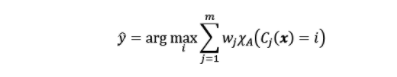 ŷ = arg max_i ∑_{j=1}^{m} w_j χ_A(C_j(𝒙) = i)